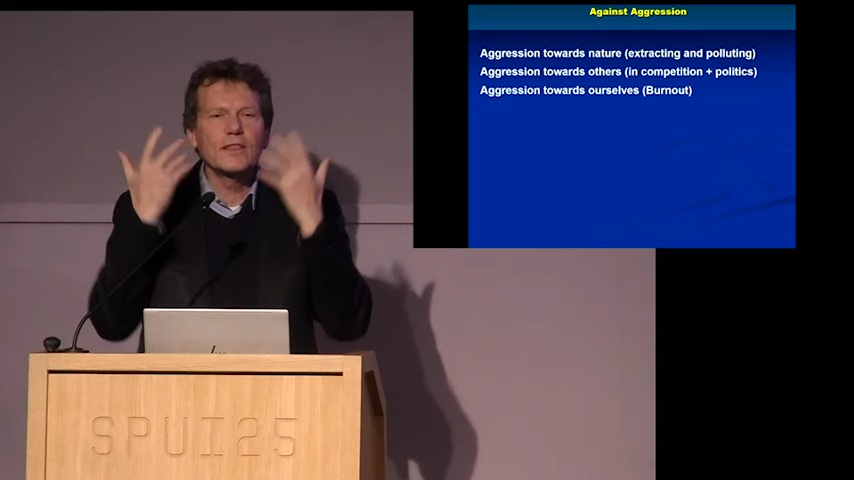 Against Aggression
Aggression towards nature (extracting and polluting)
Aggression towards others (in competition + politics)
Aggression towards ourselves (Burnout)
SPUI25